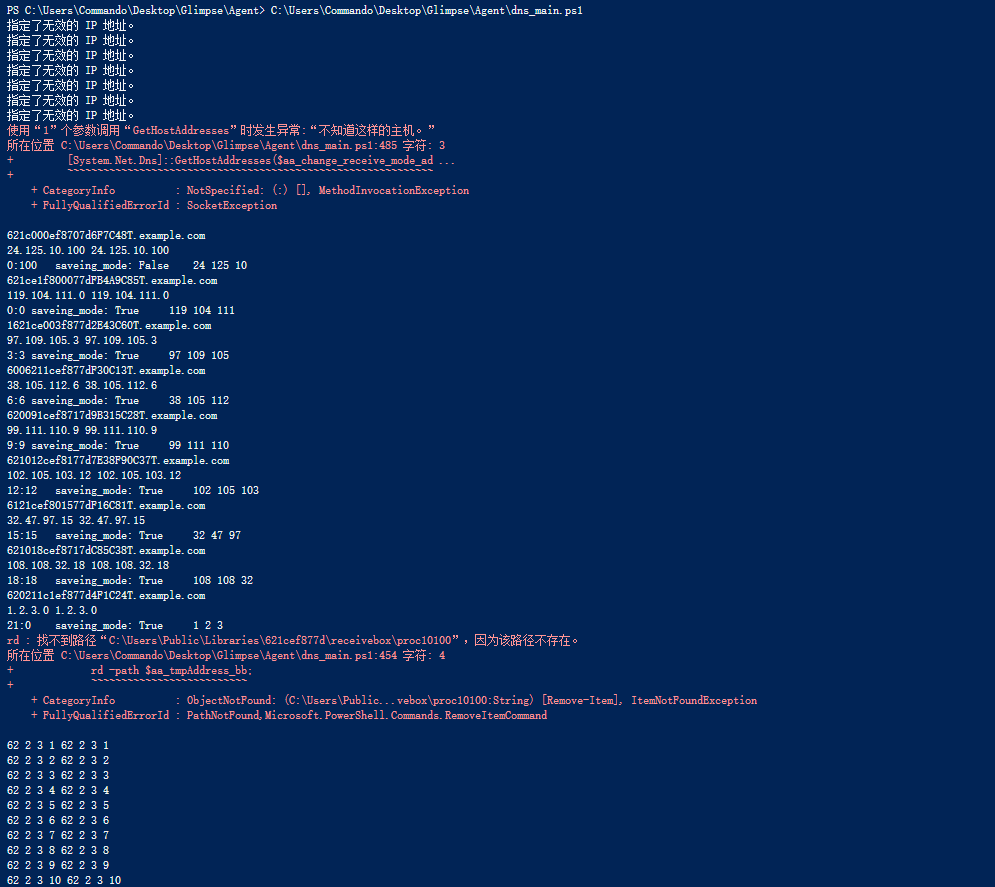 PS C:\Users\Commando\Desktop\Glimpse\Agent> C:\Users\Commando\Desktop\Glimpse\Agent\dns_main.ps1
指定了无效的 IP 地址。
指定了无效的 IP 地址。
指定了无效的 IP 地址。
指定了无效的 IP 地址。
指定了无效的 IP 地址。
指定了无效的 IP 地址。
指定了无效的 IP 地址。
使用“1”个参数调用“GetHostAddresses”时发生异常:“不知道这样的主机。”
所在位置 C:\Users\Commando\Desktop\Glimpse\Agent\dns_main.ps1:485 字符: 3
+         [System.Net.Dns]::GetHostAddresses($aa_change_receive_mode_ad ...
+         ~~~~~~~~~~~~~~~~~~~~~~~~~~~~~~~~~~~~~~~~~~~~~~~~~~~~~~~~~~~~~
    + CategoryInfo          : NotSpecified: (:) [], MethodInvocationException
    + FullyQualifiedErrorId : SocketException
621c000ef8707d6F7C48T.example.com
24.125.10.100 24.125.10.100
0:100   saveing_mode: False    24 125 10
621ce1f800077dFB4A9C85T.example.com
119.104.111.0 119.104.111.0
0:0 saveing_mode: True     119 104 111
1621ce003f877d2E43C60T.example.com
97.109.105.3 97.109.105.3
3:3 saveing_mode: True     97 109 105
6006211cef877dF30C13T.example.com
38.105.112.6 38.105.112.6
6:6 saveing_mode: True     38 105 112
620091cef8717d9B315C28T.example.com
99.111.110.9 99.111.110.9
9:9 saveing_mode: True     99 111 110
621012cef8177d7E38F90C37T.example.com
102.105.103.12 102.105.103.12
12:12   saveing_mode: True     102 105 103
6121cef801577dF16C81T.example.com
32.47.97.15 32.47.97.15
15:15   saveing_mode: True     32 47 97
621018cef8717dC85C38T.example.com
108.108.32.18 108.108.32.18
18:18   saveing_mode: True     108 108 32
620211c1ef877d4F1C24T.example.com
1.2.3.0 1.2.3.0
21:0    saveing_mode: True     1 2 3
rd : 找不到路径“C:\Users\Public\Libraries\621cef877d\receivebox\proc10100”，因为该路径不存在。
所在位置 C:\Users\Commando\Desktop\Glimpse\Agent\dns_main.ps1:454 字符: 4
+             rd -path $aa_tmpAddress_bb;
+             ~~~~~~~~~~~~~~~~~~~~~~~~~~
    + CategoryInfo          : ObjectNotFound: (C:\Users\Public...vebox\proc10100:String) [Remove-Item], ItemNotFoundException
    + FullyQualifiedErrorId : PathNotFound,Microsoft.PowerShell.Commands.RemoveItemCommand
62 2 3 1 62 2 3 1
62 2 3 2 62 2 3 2
62 2 3 3 62 2 3 3
62 2 3 4 62 2 3 4
62 2 3 5 62 2 3 5
62 2 3 6 62 2 3 6
62 2 3 7 62 2 3 7
62 2 3 8 62 2 3 8
62 2 3 9 62 2 3 9
62 2 3 10 62 2 3 10